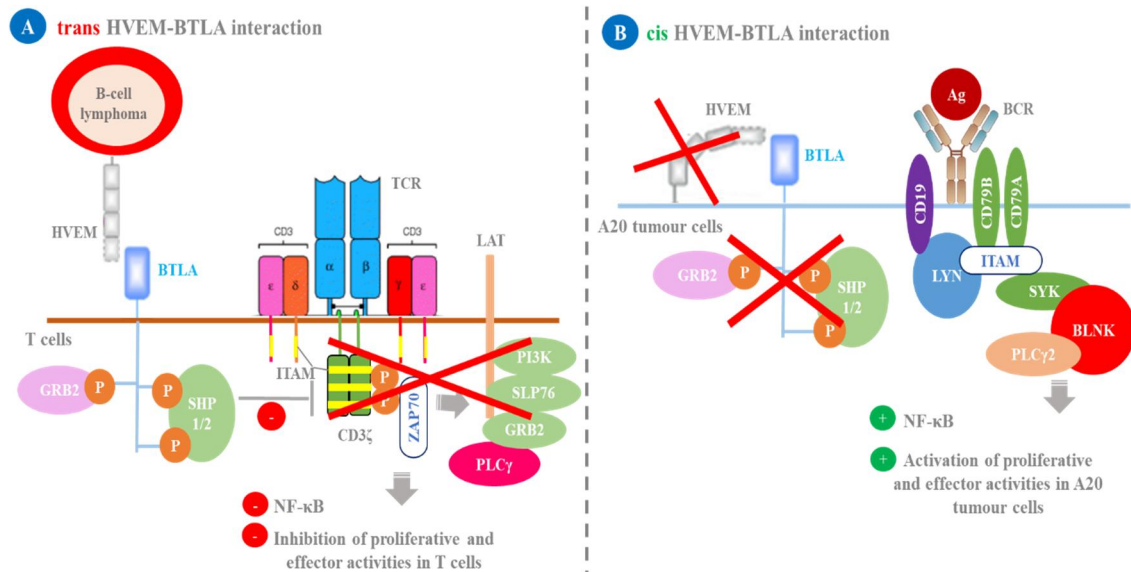 A trans HVEM-BTLA interaction
B-cell
lymphoma
HVEM
BTLA
TCR
CD3
CD3
LAT
ε
δ
α
β
γ
ε
T cells
ITAM
GRB2
P
P
P
SHP
1/2
-
CD3ζ
P
P
ZAP70
PI3K
SLP76
GRB2
PLCγ
- NF-κB
- Inhibition of proliferative and
effector activities in T cells
B cis HVEM-BTLA interaction
HVEM
BTLA
Ag
BCR
CD19
CD79B
CD79A
A20 tumour cells
GRB2
P
P
P
SHP
1/2
LYN
ITAM
SYK
BLNK
PLCγ2
+ NF-κB
+ Activation of proliferative
and effector activities in A20
tumour cells